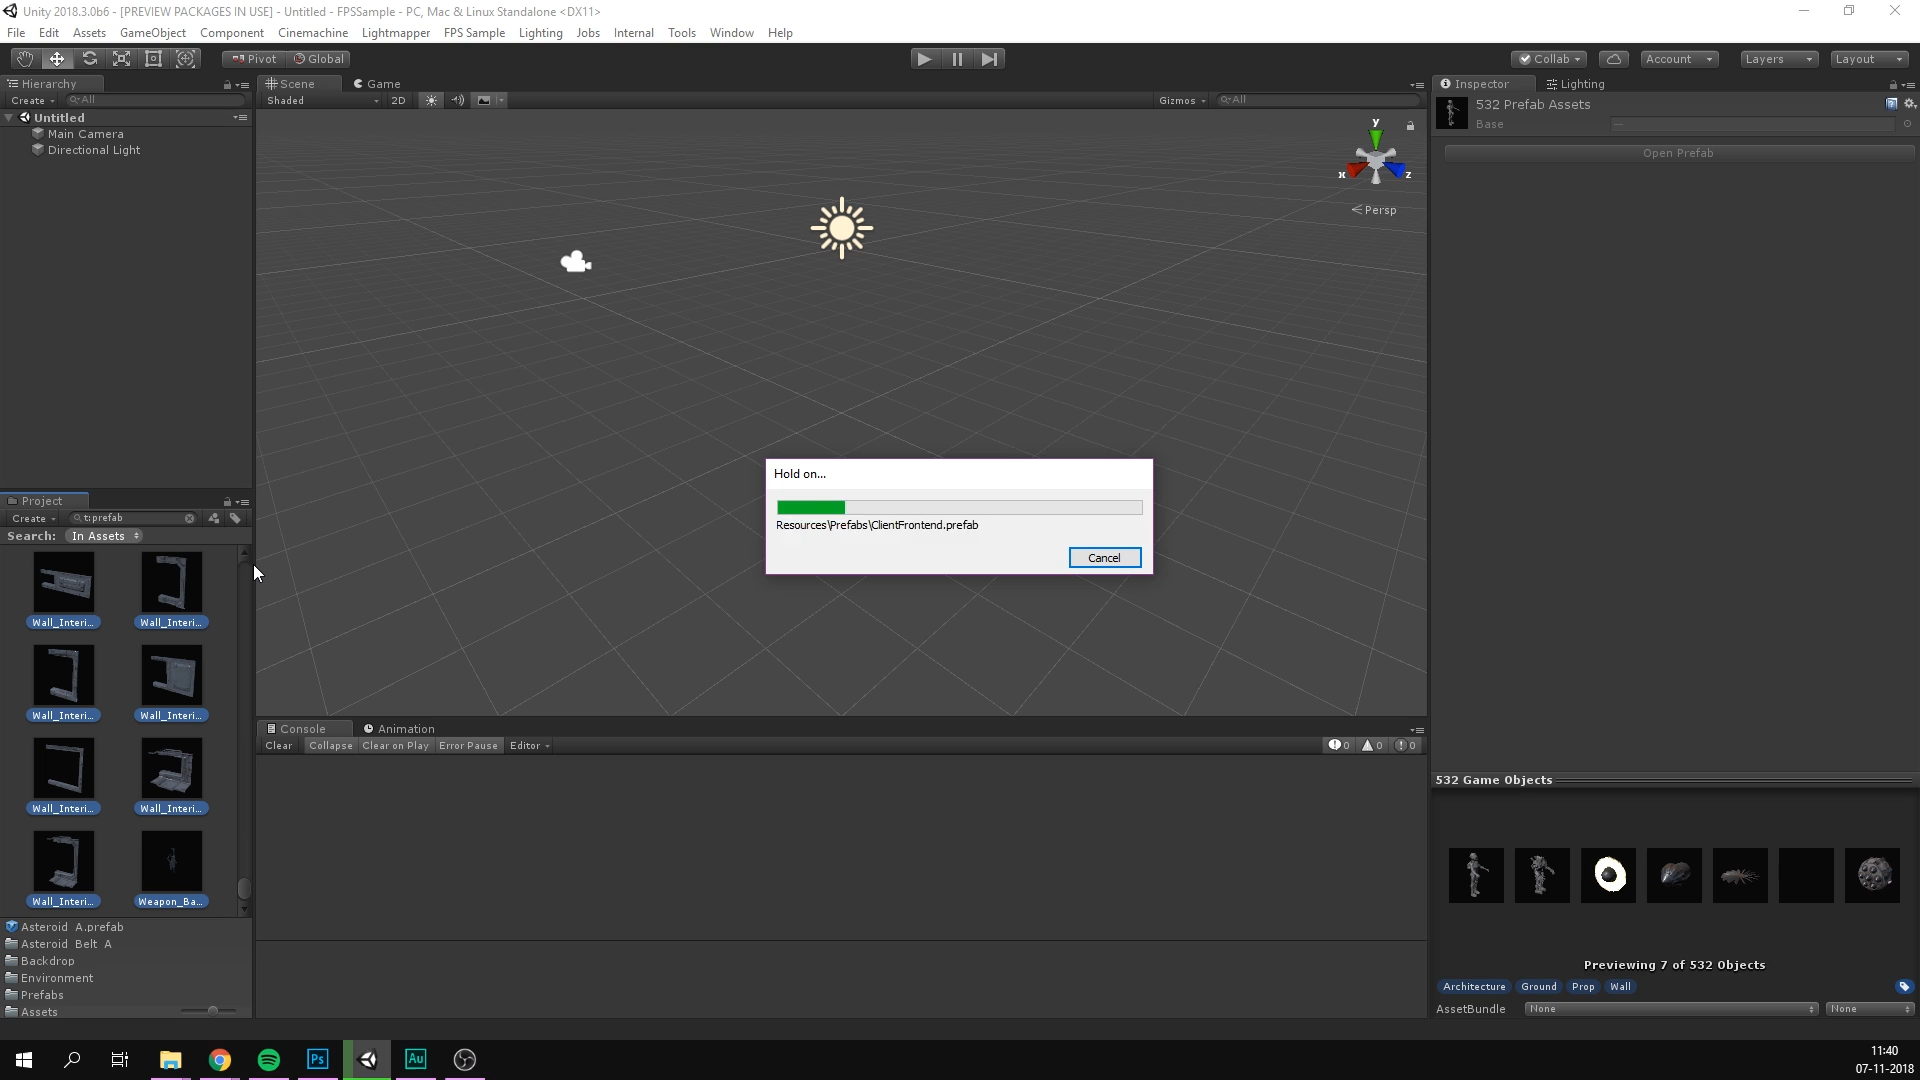 Unity 2018.3.0b6 - [PREVIEW PACKAGES IN USE] - Untitled - FPSSample - PC, Mac & Linux Standalone <DX11>
File Edit Assets GameObject Component Cinemachine Lightmapper FPS Sample Lighting Jobs Internal Tools Window Help
Pivot Global Collab Account Layers Layout
Hierarchy Scene Game Inspector Lighting
Create All Shaded 2D Gizmos All
532 Prefab Assets
Base —
Untitled
Main Camera
Directional Light
Open Prefab
y
x z
Persp
Hold on...
Resources\Prefabs\ClientFrontend.prefab
Cancel
Project
Create t:prefab
Search: In Assets
Wall_Interi... Wall_Interi...
Wall_Interi... Wall_Interi...
Wall_Interi... Wall_Interi...
Wall_Interi... Weapon_Ba...
Asteroid_A.prefab
Asteroid_Belt_A
Backdrop
Environment
Prefabs
Assets
Console Animation
Clear Collapse Clear on Play Error Pause Editor 0 0 0
532 Game Objects
Previewing 7 of 532 Objects
Architecture Ground Prop Wall
AssetBundle None None
Ps Au
11:40
07-11-2018